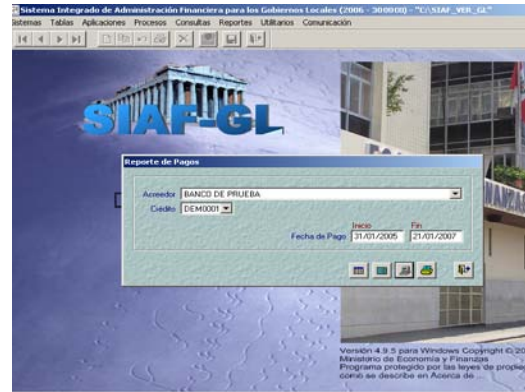 Sistema Integrado de Administración Financiera para los Gobiernos Locales (2006 - 300000) - "C:\SIAF_VER_GL"
Sistemas Tablas Aplicaciones Procesos Consultas Reportes Utilitarios Comunicación
SIAF-GL
Reporte de Pagos
Acreedor BANCO DE PRUEBA
Crédito DEM0001
Inicio Fin
Fecha de Pago 31/01/2005 21/01/2007
Versión 4.9.5 para Windows Copyright © 20
Ministerio de Economía y Finanzas
Programa protegido por las leyes de propie
como se describe en Acerca de ...